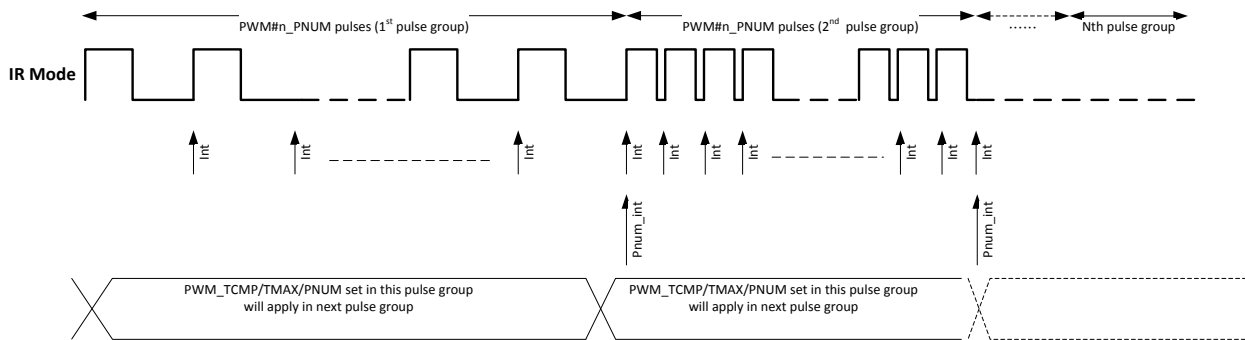 PWM#n_PNUM pulses (1st pulse group)
PWM#n_PNUM pulses (2nd pulse group)
......
Nth pulse group
IR Mode
Int
Int
Int
Int
Int
Int
Int
Int
Int
Int
Pnum_int
Pnum_int
PWM_TCMP/TMAX/PNUM set in this pulse group
will apply in next pulse group
PWM_TCMP/TMAX/PNUM set in this pulse group
will apply in next pulse group